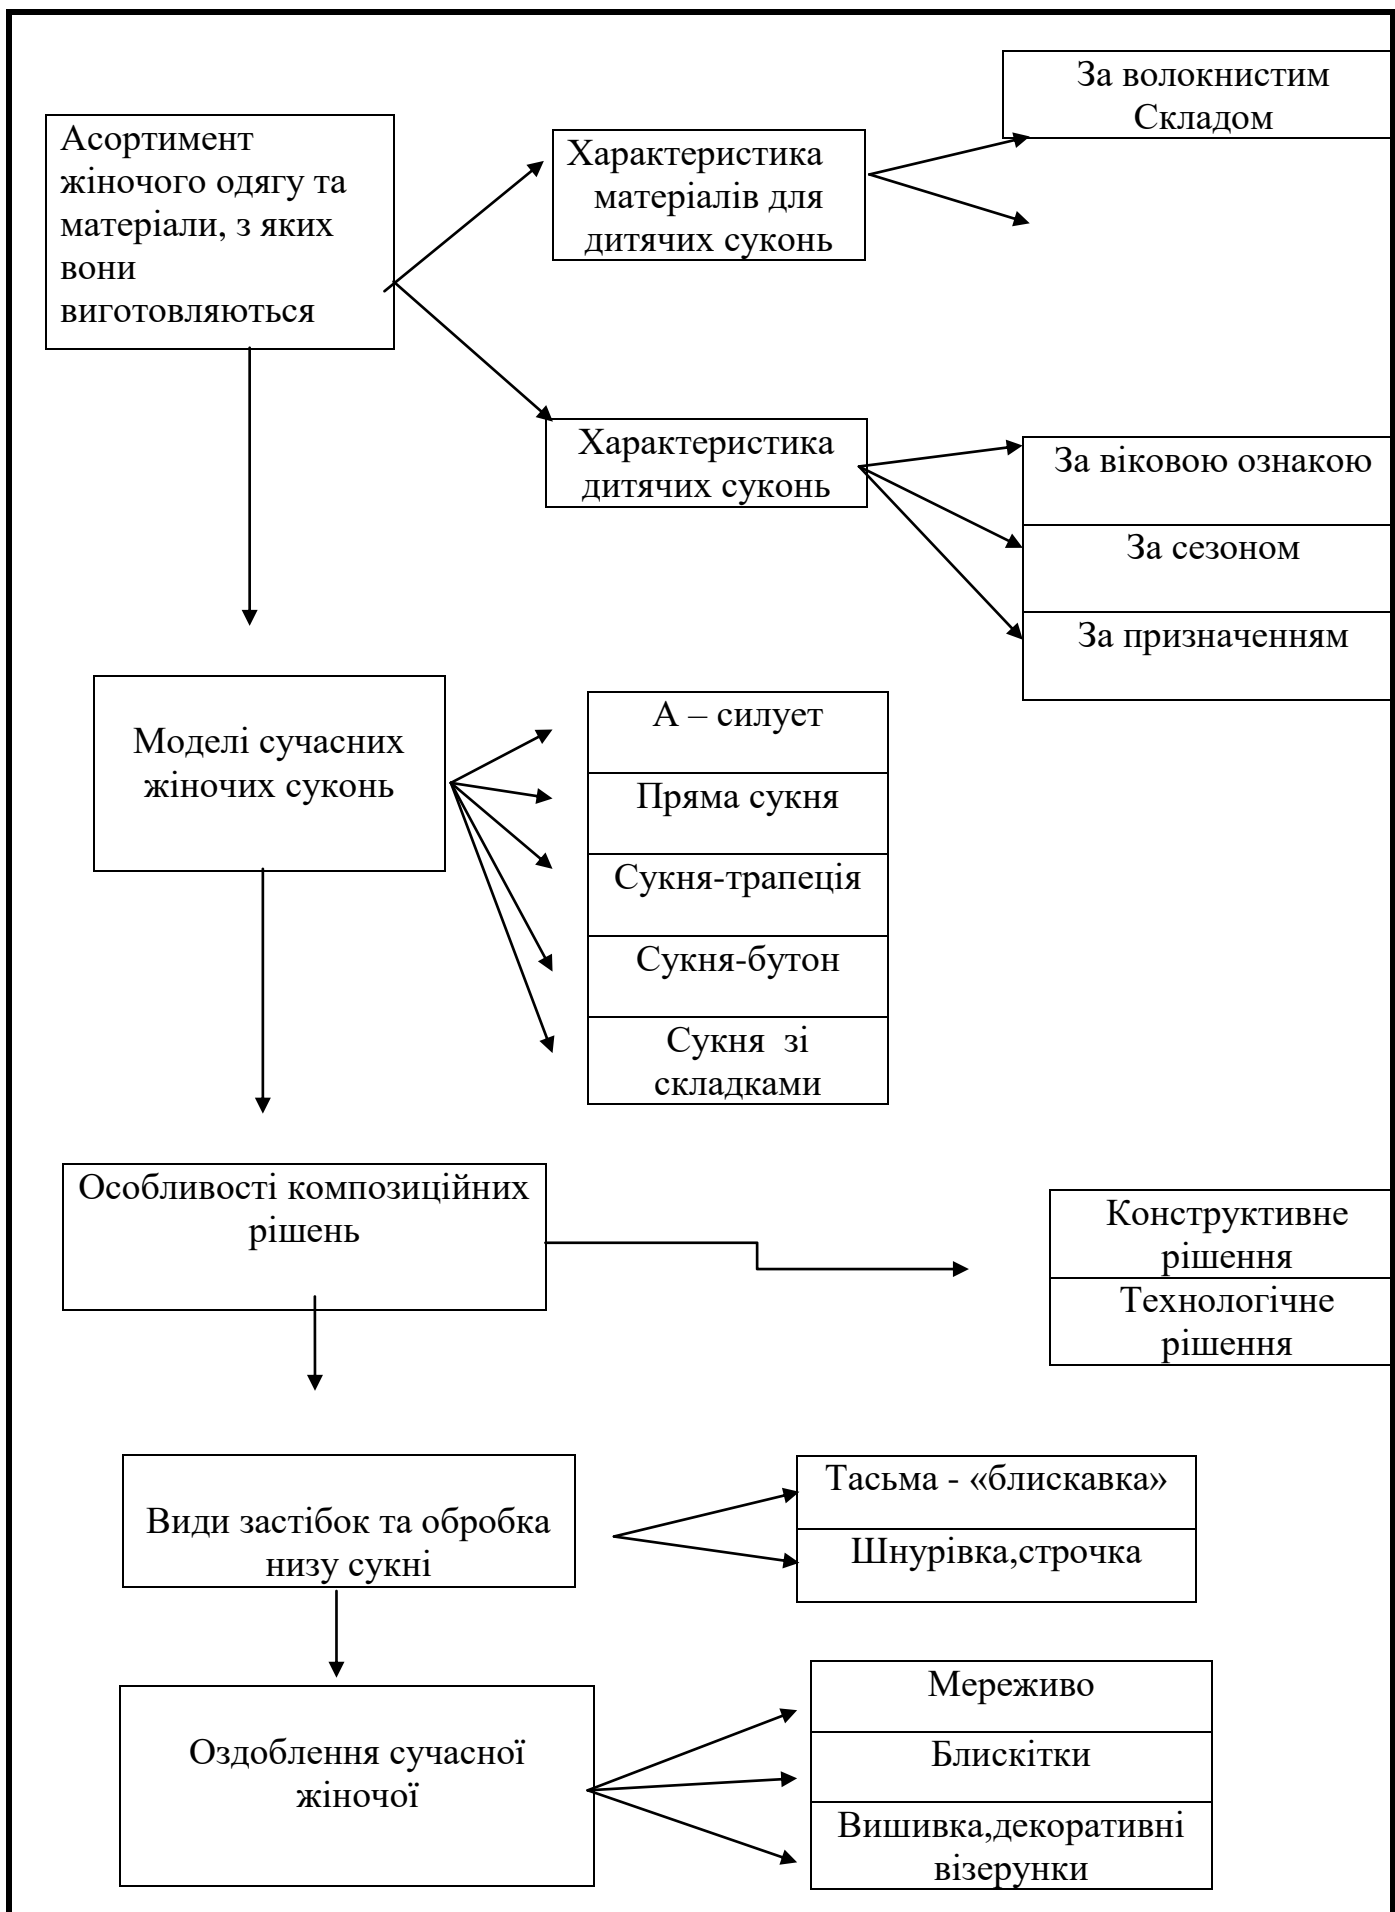 За волокнистим
Складом
Асортимент
жіночого одягу та
матеріали, з яких
вони
виготовляються
Характеристика
матеріалів для
дитячих суконь
Характеристика
дитячих суконь
За віковою ознакою
За сезоном
За призначенням
Моделі сучасних
жіночих суконь
А – силует
Пряма сукня
Сукня-трапеція
Сукня-бутон
Сукня  зі
складками
Особливості композиційних
рішень
Конструктивне
рішення
Технологічне
рішення
Види застібок та обробка
низу сукні
Тасьма - «блискавка»
Шнурівка,строчка
Оздоблення сучасної
жіночої
Мереживо
Блискітки
Вишивка,декоративні
візерунки